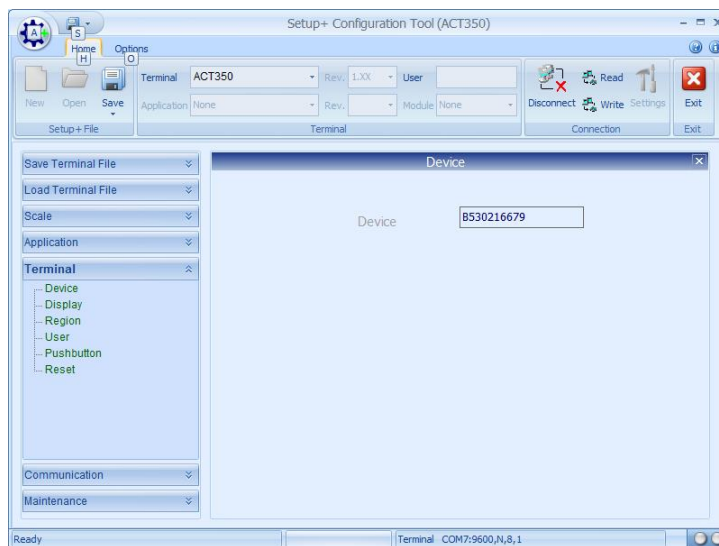 Setup+ Configuration Tool (ACT350)
S
Home Options
H O
New Open Save
Setup+ File
Terminal ACT350 Rev. 1.XX User
Application None Rev. Module None
Terminal
Disconnect Read Write Settings
Connection
Exit
Exit
Save Terminal File
Load Terminal File
Scale
Application
Terminal
Device
Display
Region
User
Pushbutton
Reset
Communication
Maintenance
Device
Device B530216679
Ready Terminal COM7:9600,N,8,1